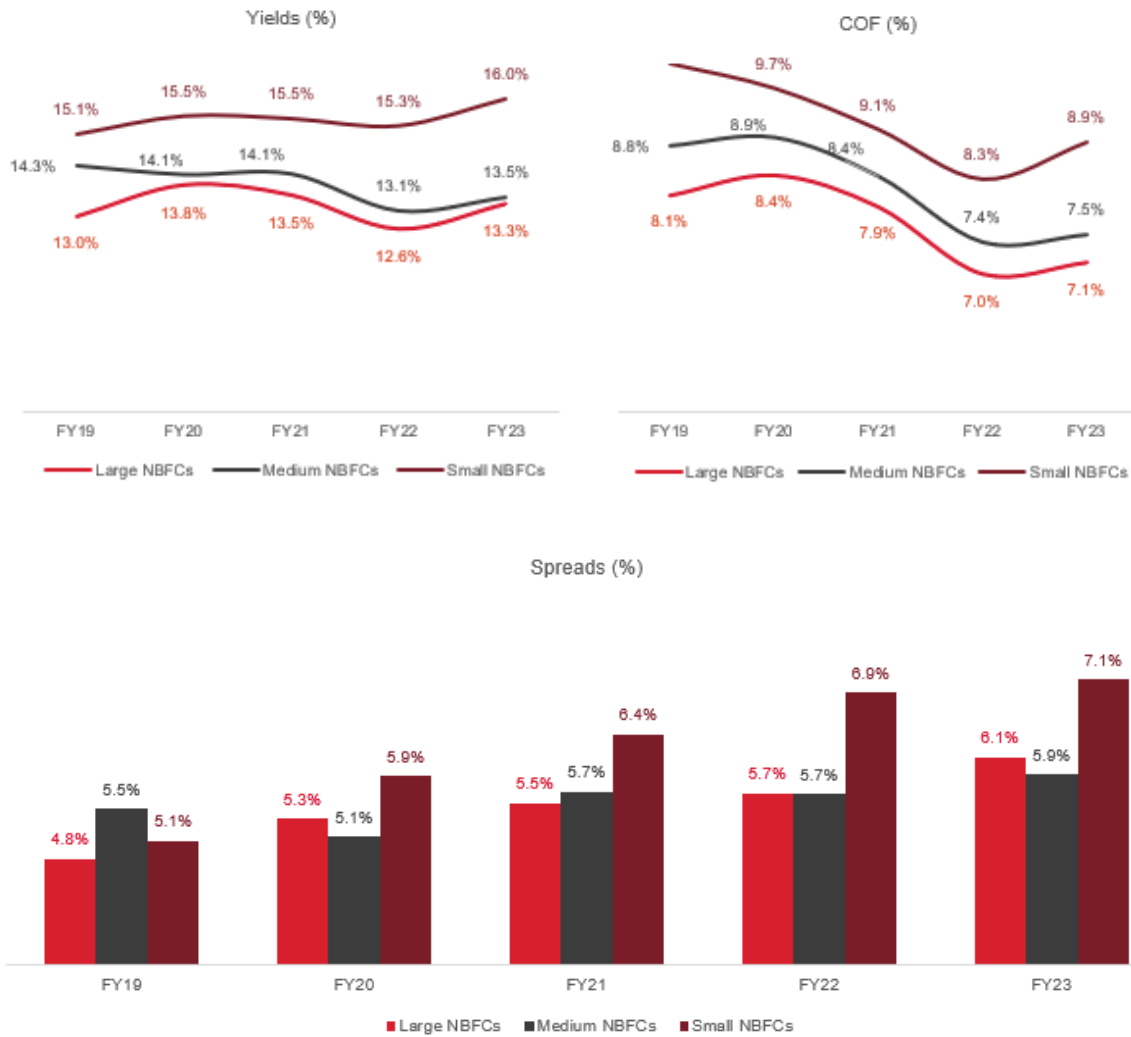 Yields (%)
15.1% 15.5% 15.5% 15.3% 16.0%
14.3% 14.1% 14.1% 13.1% 13.5%
13.0% 13.8% 13.5% 12.6% 13.3%
FY19 FY20 FY21 FY22 FY23
Large NBFCs Medium NBFCs Small NBFCs
COF (%)
9.7% 9.1% 8.3% 8.9%
8.8% 8.9% 8.4% 7.4% 7.5%
8.1% 8.4% 7.9% 7.0% 7.1%
FY19 FY20 FY21 FY22 FY23
Large NBFCs Medium NBFCs Small NBFCs
Spreads (%)
4.8% 5.5% 5.1% 5.3% 5.1% 5.9% 5.5% 5.7% 6.4% 5.7% 5.7% 6.9% 6.1% 5.9% 7.1%
FY19 FY20 FY21 FY22 FY23
Large NBFCs Medium NBFCs Small NBFCs